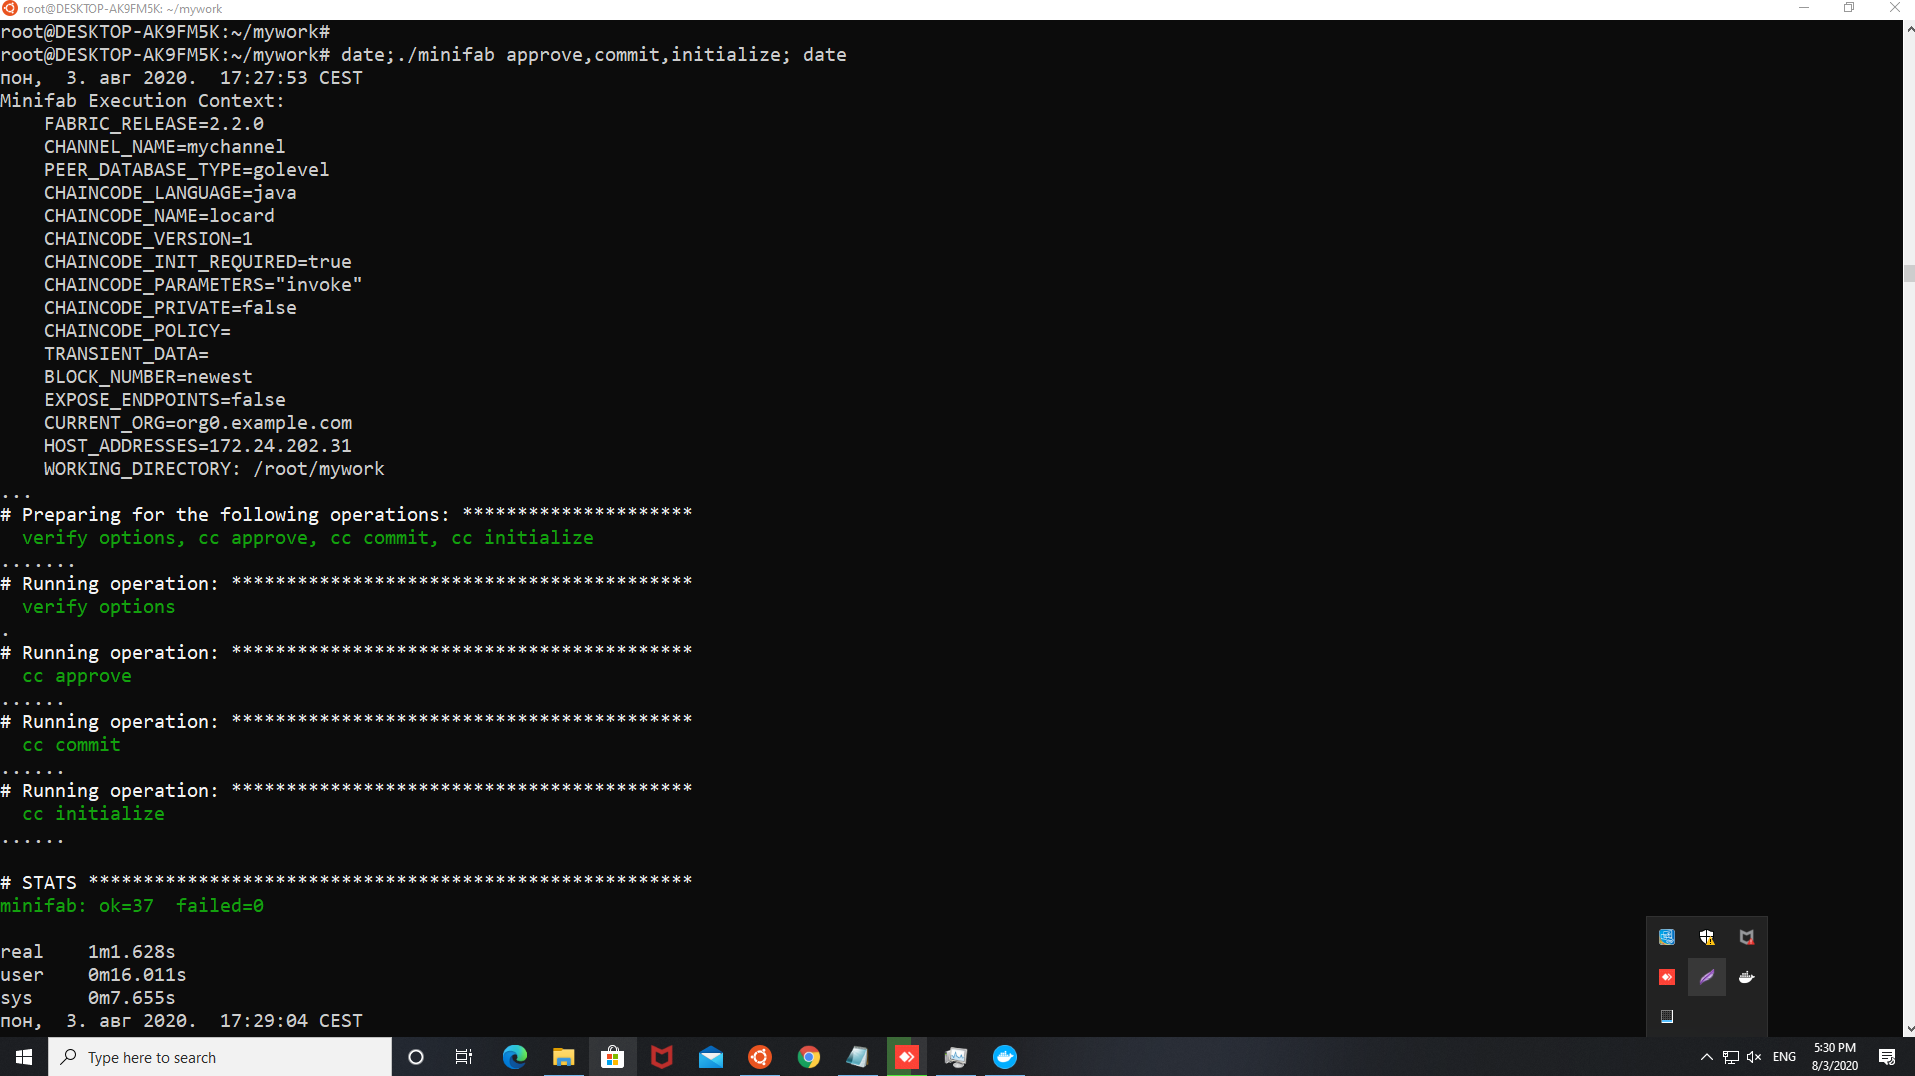 root@DESKTOP-AK9FM5K: ~/mywork
root@DESKTOP-AK9FM5K:~/mywork#
root@DESKTOP-AK9FM5K:~/mywork# date;./minifab approve,commit,initialize; date
пон,  3. авг 2020.  17:27:53 CEST
Minifab Execution Context:
    FABRIC_RELEASE=2.2.0
    CHANNEL_NAME=mychannel
    PEER_DATABASE_TYPE=golevel
    CHAINCODE_LANGUAGE=java
    CHAINCODE_NAME=locard
    CHAINCODE_VERSION=1
    CHAINCODE_INIT_REQUIRED=true
    CHAINCODE_PARAMETERS="invoke"
    CHAINCODE_PRIVATE=false
    CHAINCODE_POLICY=
    TRANSIENT_DATA=
    BLOCK_NUMBER=newest
    EXPOSE_ENDPOINTS=false
    CURRENT_ORG=org0.example.com
    HOST_ADDRESSES=172.24.202.31
    WORKING_DIRECTORY: /root/mywork
...
# Preparing for the following operations: *********************
  verify options, cc approve, cc commit, cc initialize
.......
# Running operation: ******************************************
  verify options
.
# Running operation: ******************************************
  cc approve
......
# Running operation: ******************************************
  cc commit
......
# Running operation: ******************************************
  cc initialize
......
# STATS *******************************************************
minifab: ok=37  failed=0
real    1m1.628s
user    0m16.011s
sys     0m7.655s
пон,  3. авг 2020.  17:29:04 CEST
Type here to search
ENG
5:30 PM
8/3/2020